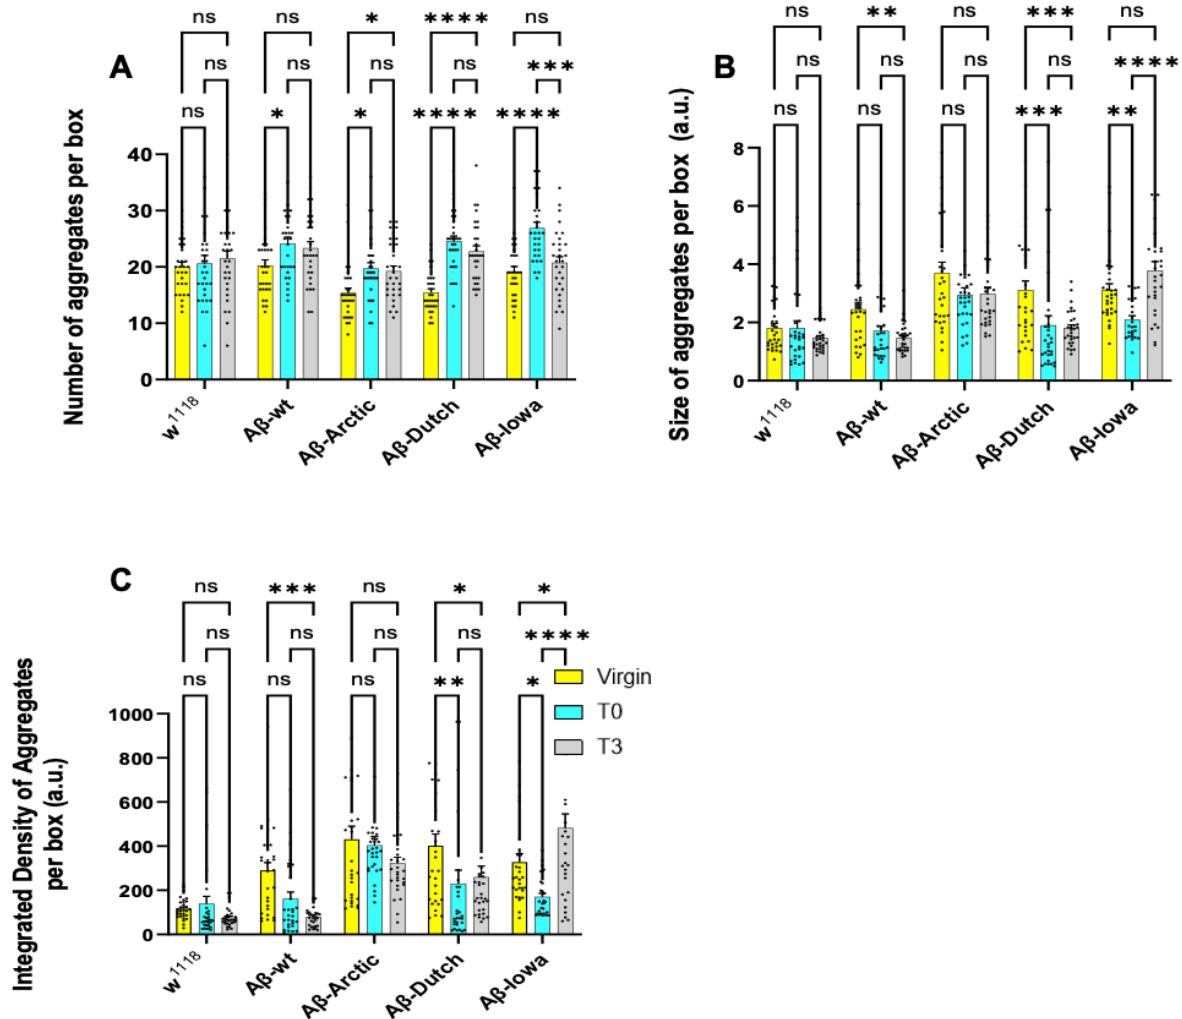 ns ns * **** ns
A ns ns ns ns ***
ns * * **** ****
Number of aggregates per box
40
30
20
10
0
w1118 Aβ-wt Aβ-Arctic Aβ-Dutch Aβ-Iowa
ns ** ns *** ns
B ns ns ns ns ****
ns ns ns *** **
Size of aggregates per box (a.u.)
8
6
4
2
0
w1118 Aβ-wt Aβ-Arctic Aβ-Dutch Aβ-Iowa
C
ns *** ns * *
ns ns ns ns ****
ns ns ns ** *
Virgin
T0
T3
Integrated Density of Aggregates
per box (a.u.)
1000
800
600
400
200
0
w1118 Aβ-wt Aβ-Arctic Aβ-Dutch Aβ-Iowa